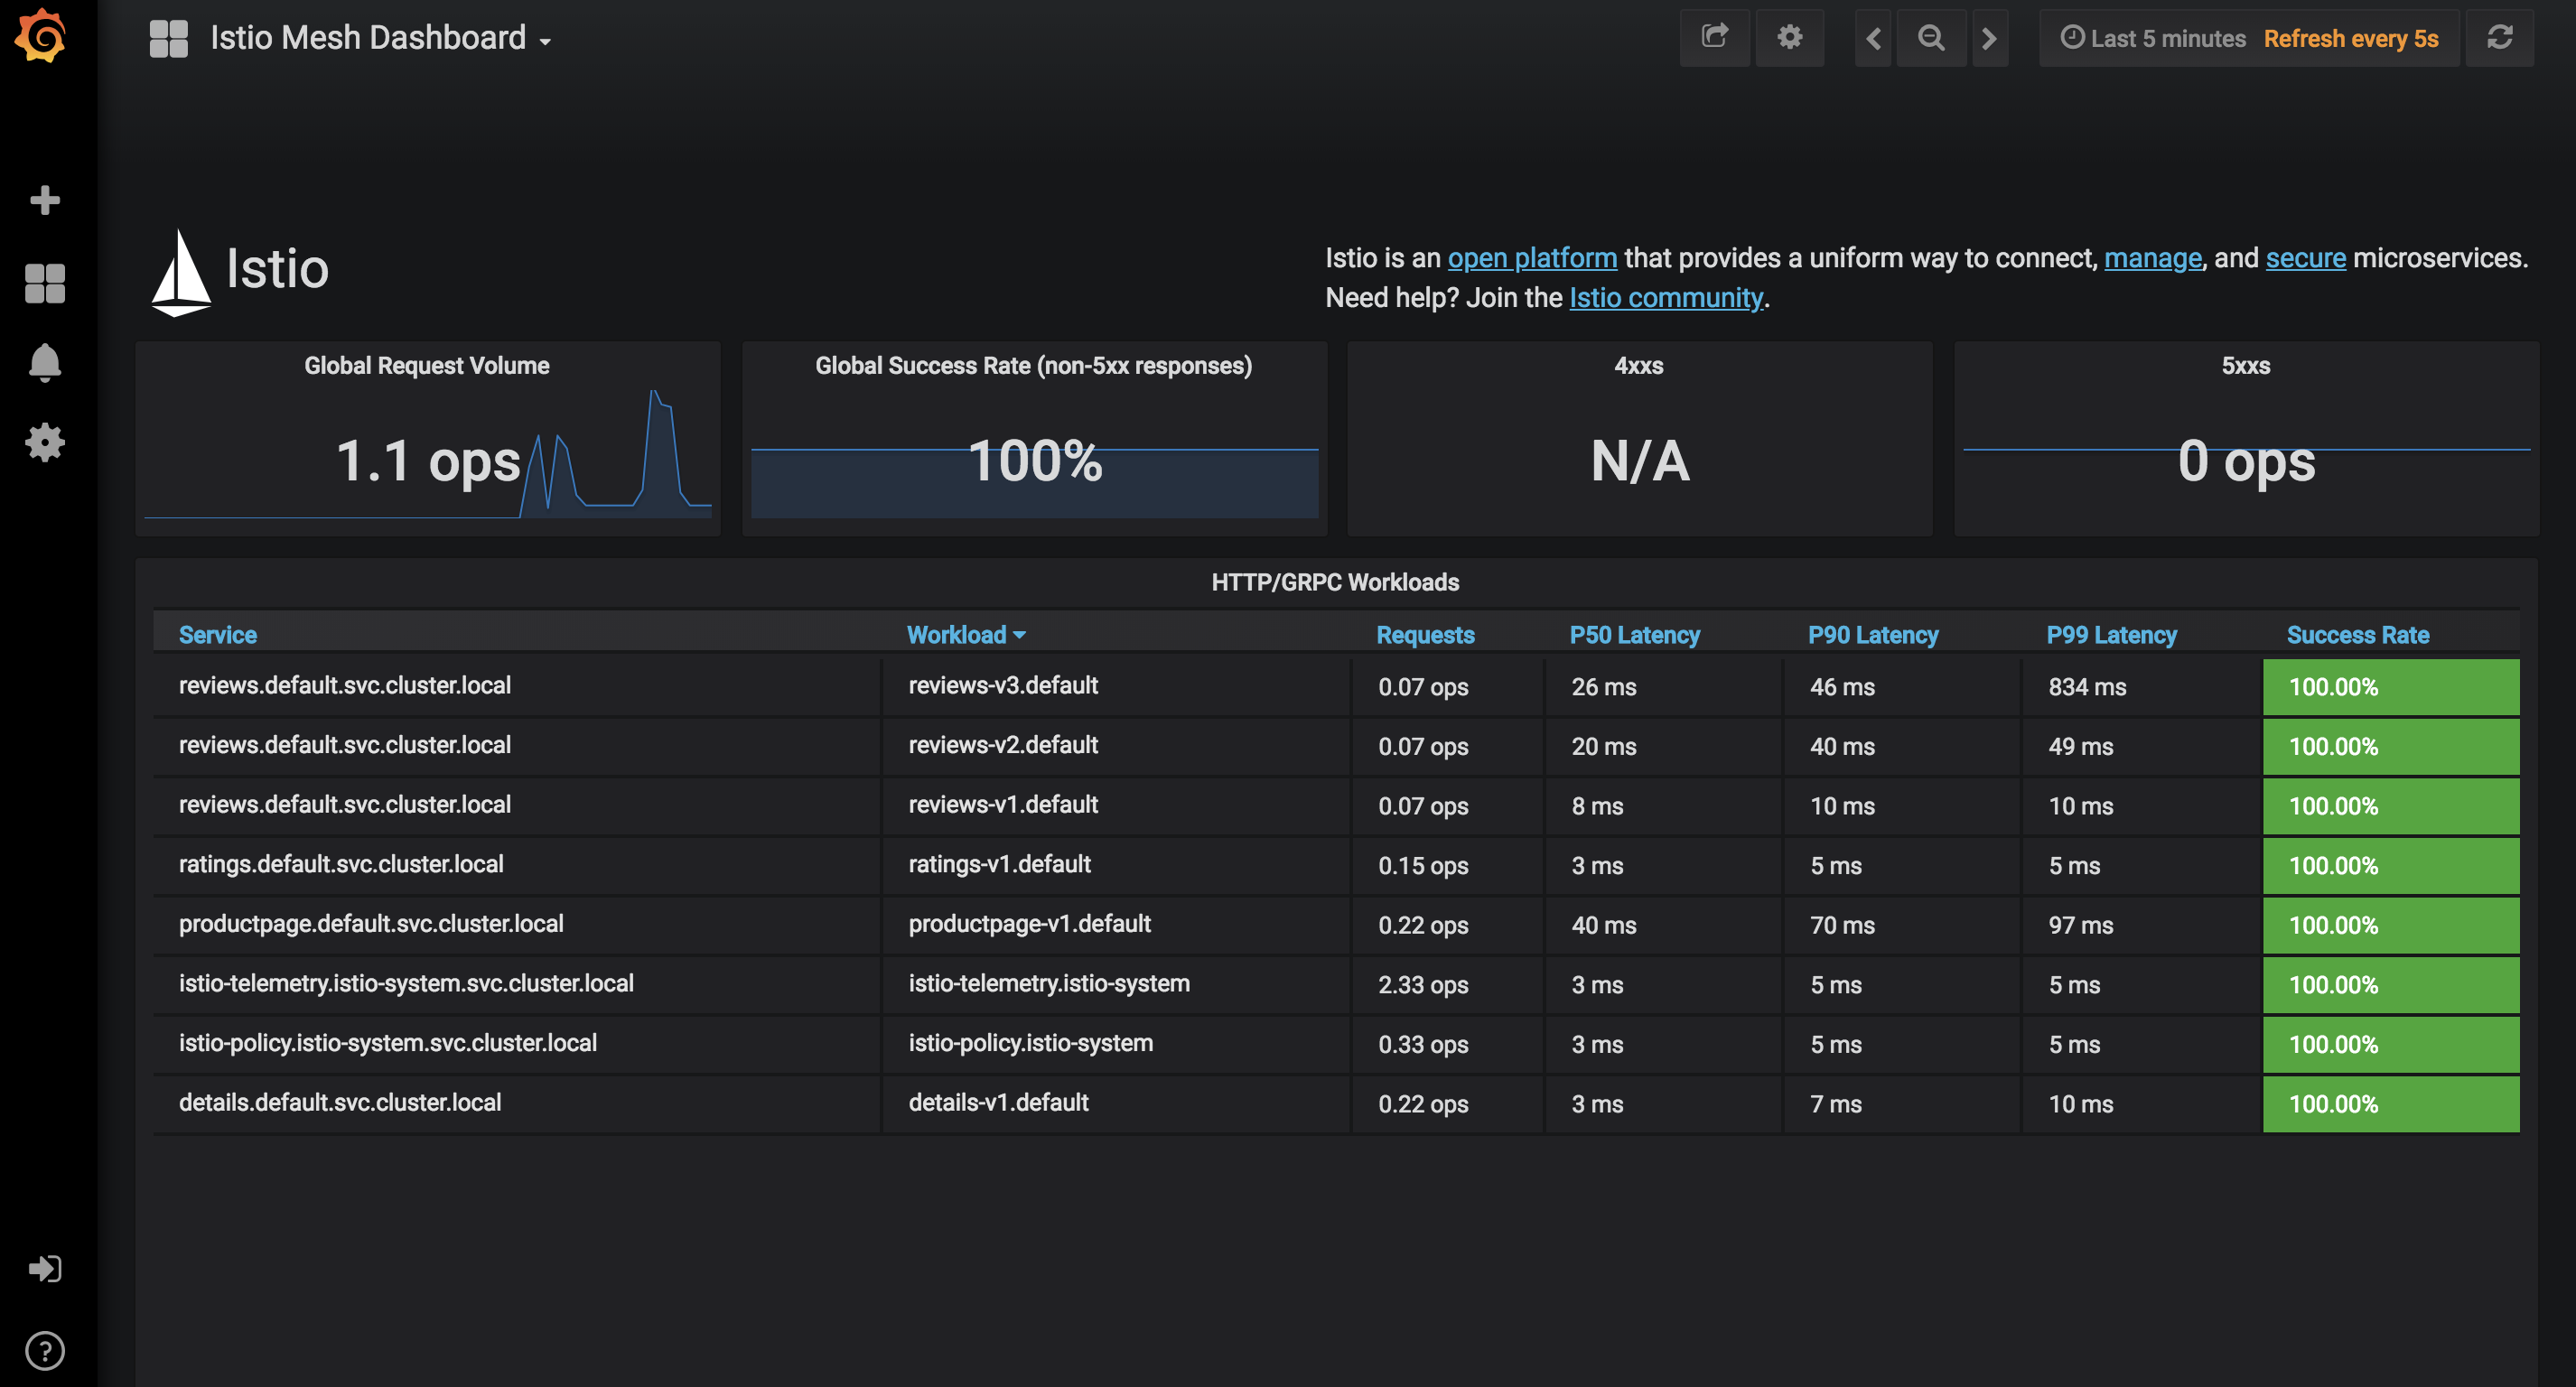 Istio Mesh Dashboard
Last 5 minutes Refresh every 5s
Istio
Istio is an open platform that provides a uniform way to connect, manage, and secure microservices.
Need help? Join the Istio community.
Global Request Volume
1.1 ops
Global Success Rate (non-5xx responses)
100%
4xxs
N/A
5xxs
0 ops
HTTP/GRPC Workloads
Service Workload Requests P50 Latency P90 Latency P99 Latency Success Rate
reviews.default.svc.cluster.local reviews-v3.default 0.07 ops 26 ms 46 ms 834 ms 100.00%
reviews.default.svc.cluster.local reviews-v2.default 0.07 ops 20 ms 40 ms 49 ms 100.00%
reviews.default.svc.cluster.local reviews-v1.default 0.07 ops 8 ms 10 ms 10 ms 100.00%
ratings.default.svc.cluster.local ratings-v1.default 0.15 ops 3 ms 5 ms 5 ms 100.00%
productpage.default.svc.cluster.local productpage-v1.default 0.22 ops 40 ms 70 ms 97 ms 100.00%
istio-telemetry.istio-system.svc.cluster.local istio-telemetry.istio-system 2.33 ops 3 ms 5 ms 5 ms 100.00%
istio-policy.istio-system.svc.cluster.local istio-policy.istio-system 0.33 ops 3 ms 5 ms 5 ms 100.00%
details.default.svc.cluster.local details-v1.default 0.22 ops 3 ms 7 ms 10 ms 100.00%